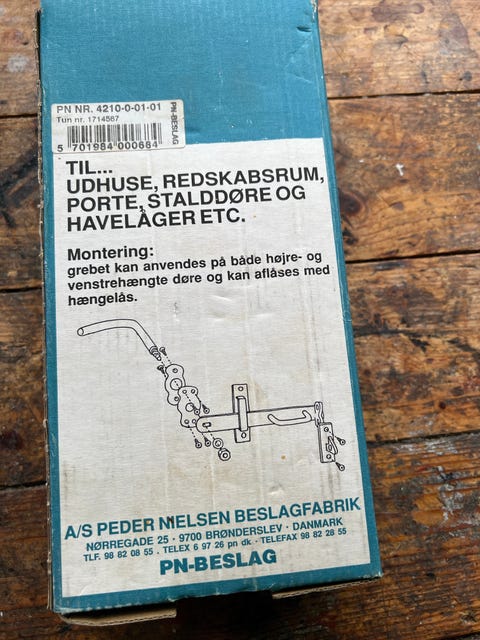 PN NR. 4210-0-01-01
Tun nr. 1714567
PN-BESLAG
5 701984 000684
TIL...
UDHUSE, REDSKABSRUM,
PORTE, STALDDØRE OG
HAVELÅGER ETC.
Montering:
grebet kan anvendes på både højre- og
venstrehængte døre og kan aflåses med
hængelås.
A/S PEDER NIELSEN BESLAGFABRIK
NØRREGADE 25 · 9700 BRØNDERSLEV · DANMARK
TLF. 98 82 08 55 . TELEX 6 97 26 pn dk · TELEFAX 98 82 28 55
PN-BESLAG